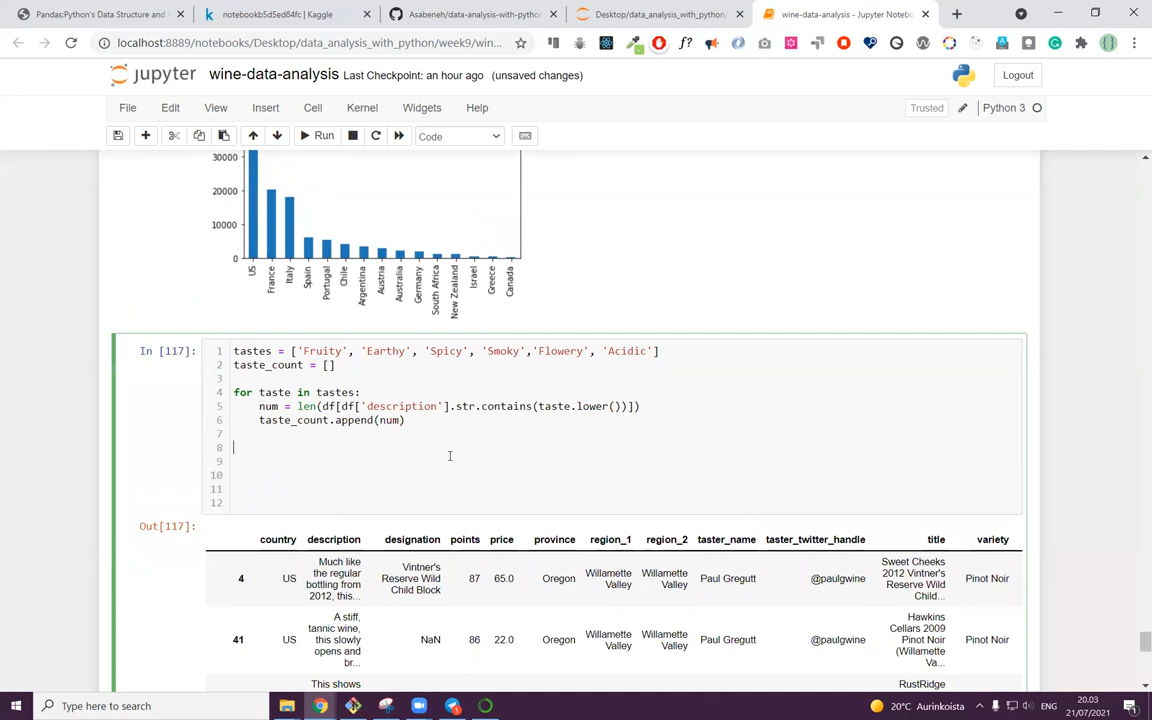 Pandas:Python's Data Structure and
notebookb5d5ed84fc | Kaggle
Asabeneh/data-analysis-with-python
Desktop/data_analysis_with_python/
wine-data-analysis - Jupyter Notebo
localhost:8889/notebooks/Desktop/data_analysis_with_python/week9/win...
jupyter wine-data-analysis Last Checkpoint: an hour ago (unsaved changes)
Logout
File Edit View Insert Cell Kernel Widgets Help
Trusted
Python 3
Run
Code
30000
20000
10000
0
US
France
Italy
Spain
Portugal
Chile
Argentina
Austria
Australia
Germany
South Africa
New Zealand
Israel
Greece
Canada
In [117]:
1 tastes = ['Fruity', 'Earthy', 'Spicy', 'Smoky','Flowery', 'Acidic']
2 taste_count = []
3
4 for taste in tastes:
5 num = len(df[df['description'].str.contains(taste.lower())])
6 taste_count.append(num)
7
8
9
10
11
12
Out[117]:
country description designation points price province region_1 region_2 taster_name taster_twitter_handle title variety
4 US Much like the regular bottling from 2012, this... Vintner's Reserve Wild Child Block 87 65.0 Oregon Willamette Valley Willamette Valley Paul Gregutt @paulgwine Sweet Cheeks 2012 Vintner's Reserve Wild Child... Pinot Noir
41 US A stiff, tannic wine, this slowly opens and br... NaN 86 22.0 Oregon Willamette Valley Willamette Valley Paul Gregutt @paulgwine Hawkins Cellars 2009 Pinot Noir (Willamette Va... Pinot Noir
This shows RustRidge
Type here to search
20°C Aurinkoista
ENG
20.03
21/07/2021